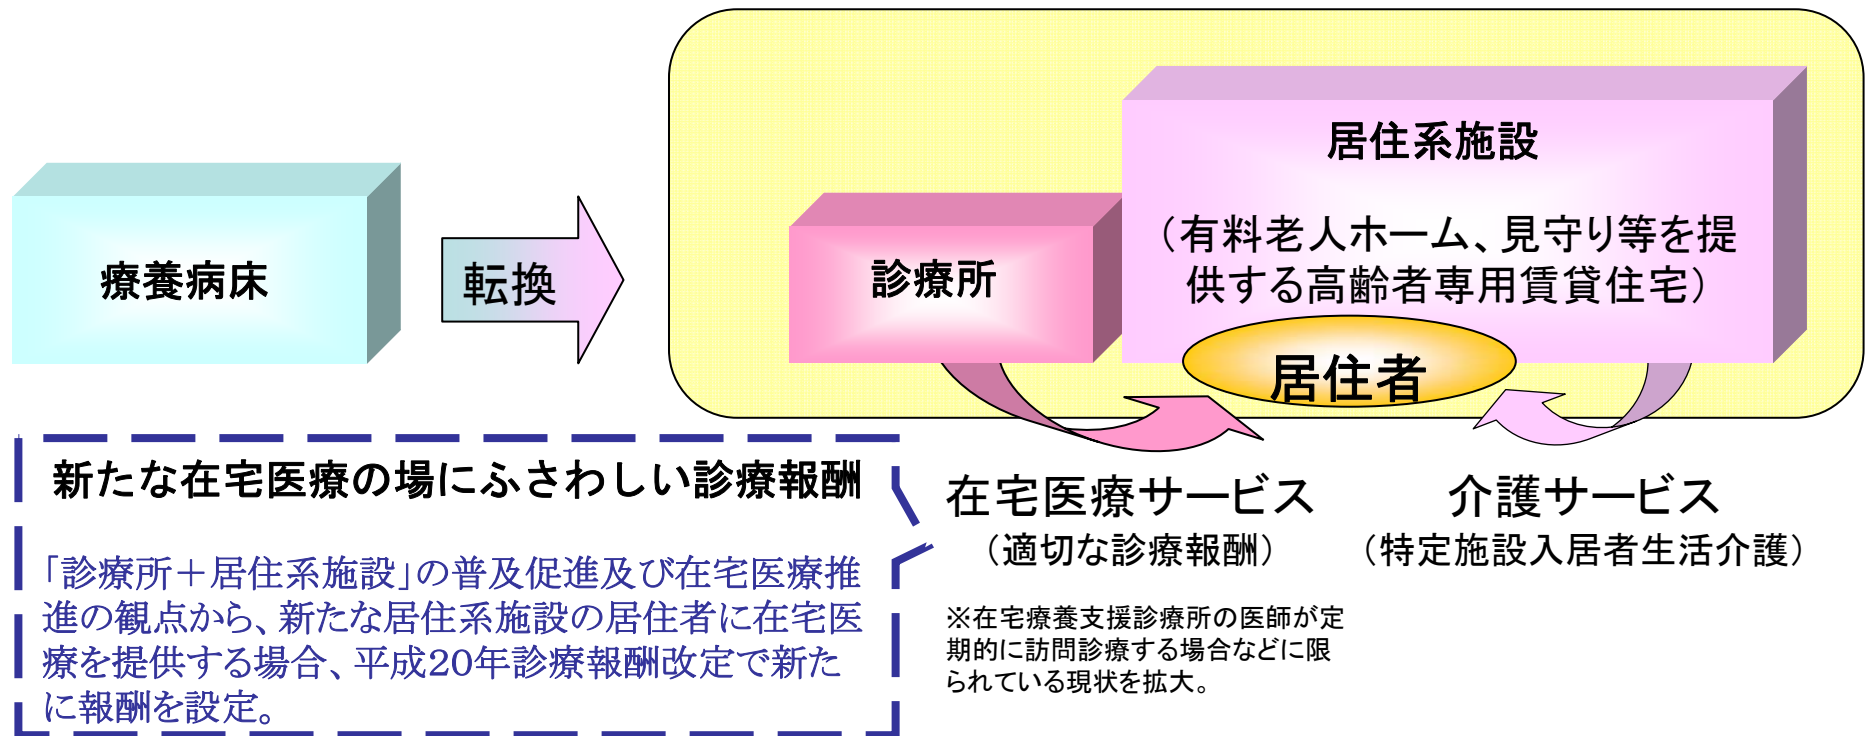 療養病床
転換
診療所
居住系施設
（有料老人ホーム、見守り等を提
供する高齢者専用賃貸住宅）
居住者
新たな在宅医療の場にふさわしい診療報酬
「診療所＋居住系施設」の普及促進及び在宅医療推
進の観点から、新たな居住系施設の居住者に在宅医
療を提供する場合、平成20年診療報酬改定で新た
に報酬を設定。
在宅医療サービス
（適切な診療報酬）
※在宅療養支援診療所の医師が定
期的に訪問診療する場合などに限
られている現状を拡大。
介護サービス
（特定施設入居者生活介護）